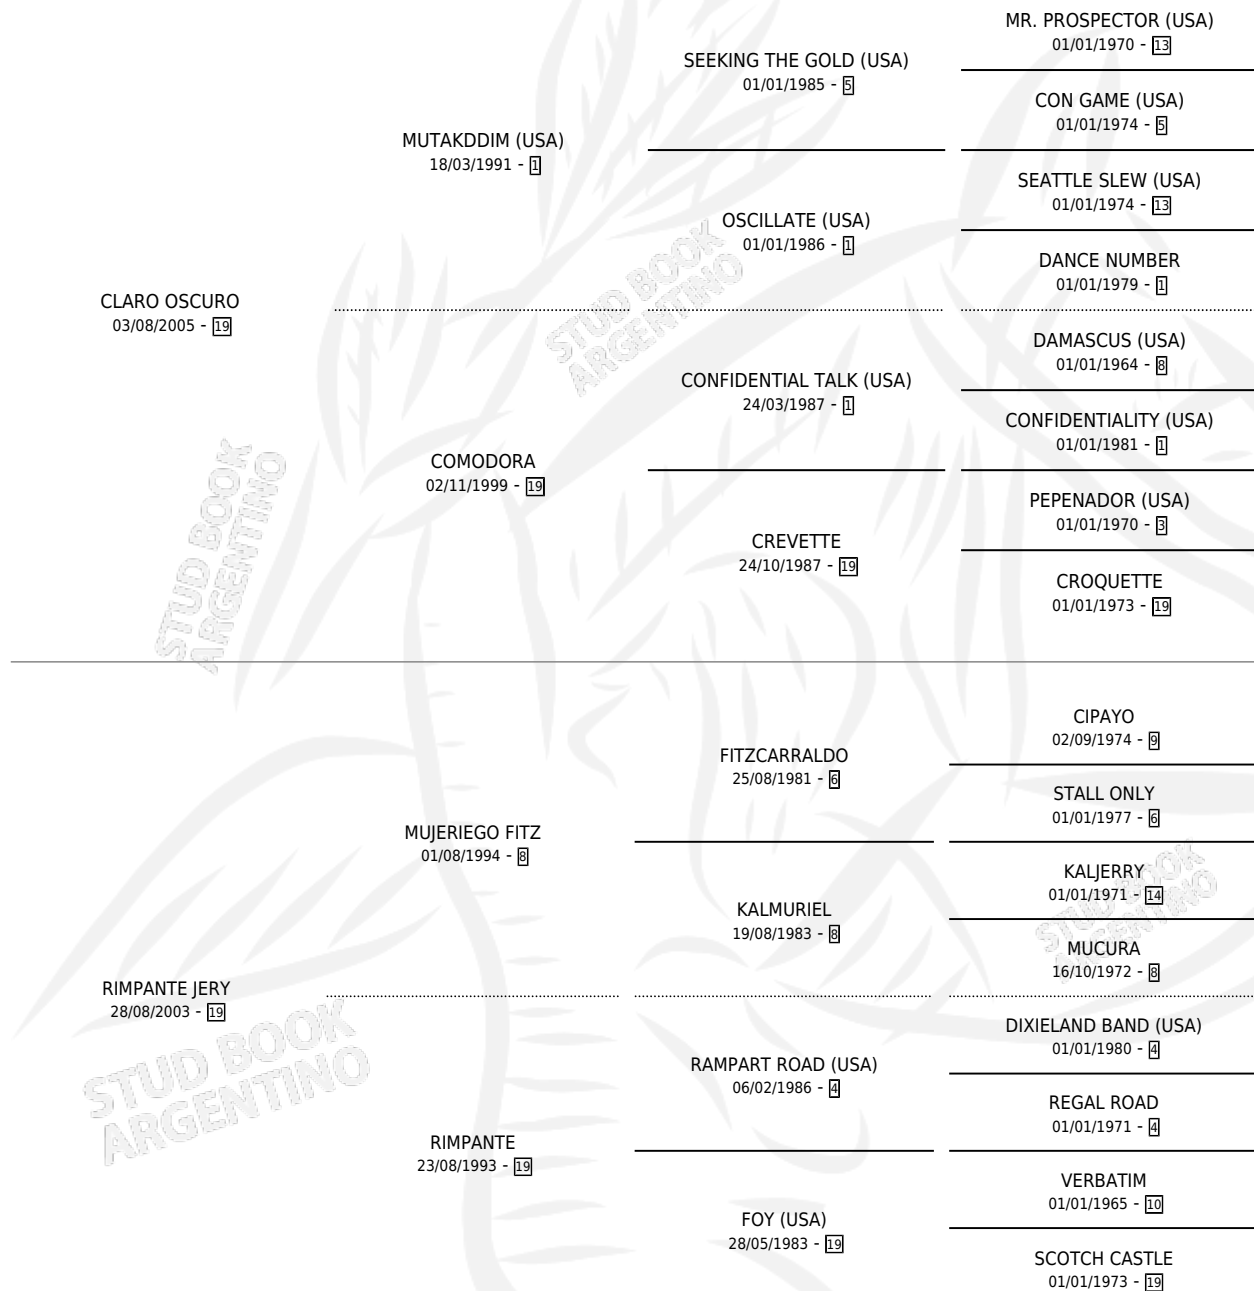 MR. PROSPECTOR (USA)
01/01/1970 - 13
SEEKING THE GOLD (USA)
01/01/1985 - 5
CON GAME (USA)
01/01/1974 - 5
MUTAKDDIM (USA)
18/03/1991 - 1
SEATTLE SLEW (USA)
01/01/1974 - 13
OSCILLATE (USA)
01/01/1986 - 1
DANCE NUMBER
01/01/1979 - 1
CLARO OSCURO
03/08/2005 - 19
STUD BOOK
ARGENTINO
DAMASCUS (USA)
01/01/1964 - 8
CONFIDENTIAL TALK (USA)
24/03/1987 - 1
CONFIDENTIALITY (USA)
01/01/1981 - 1
COMODORA
02/11/1999 - 19
PEPENADOR (USA)
01/01/1970 - 3
CREVETTE
24/10/1987 - 19
CROQUETTE
01/01/1973 - 19
STUD BOOK
ARGENTINO
CIPAYO
02/09/1974 - 9
FITZCARRALDO
25/08/1981 - 6
STALL ONLY
01/01/1977 - 6
MUJERIEGO FITZ
01/08/1994 - 8
KALJERRY
01/01/1971 - 14
KALMURIEL
19/08/1983 - 8
MUCURA
16/10/1972 - 8
STUD BOOK
ARGENTINO
RIMPANTE JERY
28/08/2003 - 19
DIXIELAND BAND (USA)
01/01/1980 - 4
RAMPART ROAD (USA)
06/02/1986 - 4
REGAL ROAD
01/01/1971 - 4
STUD BOOK
ARGENTINO
RIMPANTE
23/08/1993 - 19
VERBATIM
01/01/1965 - 10
FOY (USA)
28/05/1983 - 19
SCOTCH CASTLE
01/01/1973 - 19